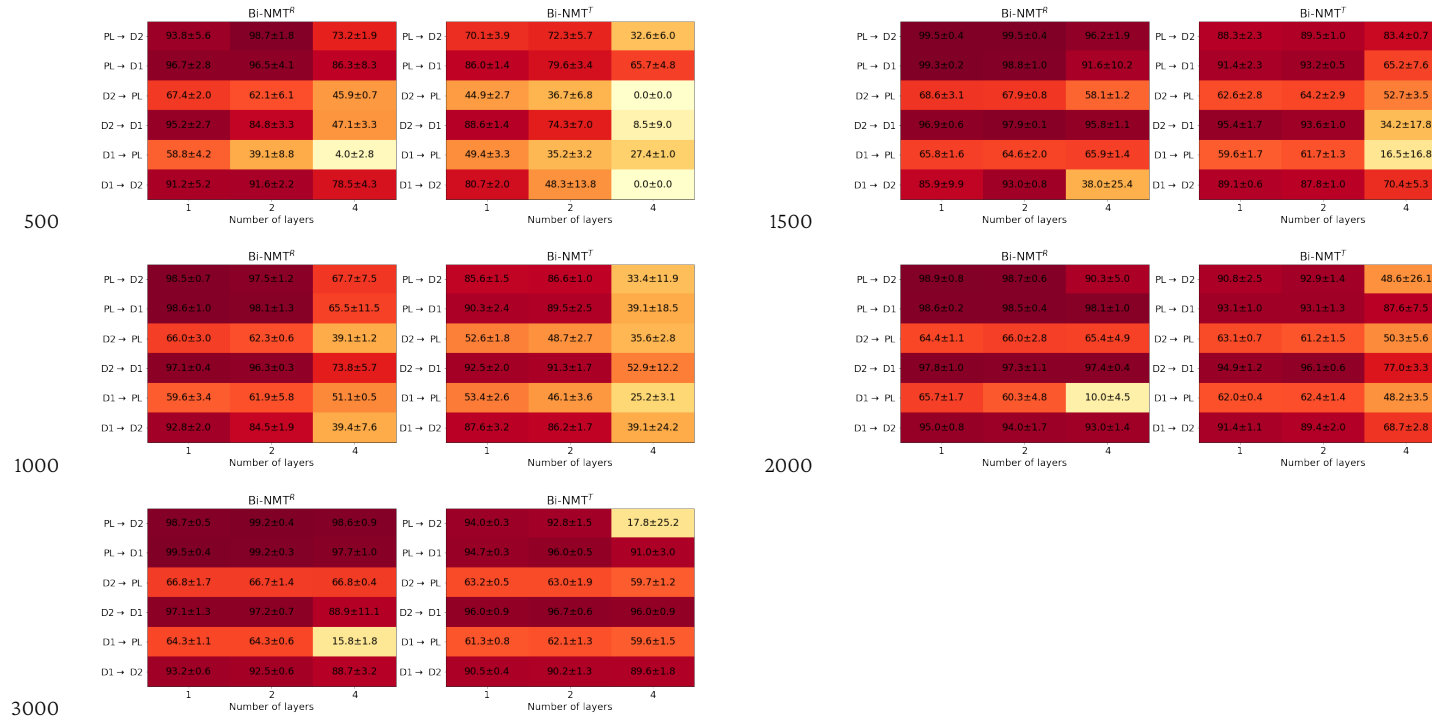 Bi-NMT^R Bi-NMT^T
PL → D2 93.8±5.6 98.7±1.8 73.2±1.9 PL → D2 70.1±3.9 72.3±5.7 32.6±6.0
PL → D1 96.7±2.8 96.5±4.1 86.3±8.3 PL → D1 86.0±1.4 79.6±3.4 65.7±4.8
D2 → PL 67.4±2.0 62.1±6.1 45.9±0.7 D2 → PL 44.9±2.7 36.7±6.8 0.0±0.0
D2 → D1 95.2±2.7 84.8±3.3 47.1±3.3 D2 → D1 88.6±1.4 74.3±7.0 8.5±9.0
D1 → PL 58.8±4.2 39.1±8.8 4.0±2.8 D1 → PL 49.4±3.3 35.2±3.2 27.4±1.0
D1 → D2 91.2±5.2 91.6±2.2 78.5±4.3 D1 → D2 80.7±2.0 48.3±13.8 0.0±0.0
1 2 4 1 2 4
500 Number of layers Number of layers
Bi-NMT^R Bi-NMT^T
PL → D2 99.5±0.4 99.5±0.4 96.2±1.9 PL → D2 88.3±2.3 89.5±1.0 83.4±0.7
PL → D1 99.3±0.2 98.8±1.0 91.6±10.2 PL → D1 91.4±2.3 93.2±0.5 65.2±7.6
D2 → PL 68.6±3.1 67.9±0.8 58.1±1.2 D2 → PL 62.6±2.8 64.2±2.9 52.7±3.5
D2 → D1 96.9±0.6 97.9±0.1 95.8±1.1 D2 → D1 95.4±1.7 93.6±1.0 34.2±17.8
D1 → PL 65.8±1.6 64.6±2.0 65.9±1.4 D1 → PL 59.6±1.7 61.7±1.3 16.5±16.8
D1 → D2 85.9±9.9 93.0±0.8 38.0±25.4 D1 → D2 89.1±0.6 87.8±1.0 70.4±5.3
1 2 4 1 2 4
1500 Number of layers Number of layers
Bi-NMT^R Bi-NMT^T
PL → D2 98.5±0.7 97.5±1.2 67.7±7.5 PL → D2 85.6±1.5 86.6±1.0 33.4±11.9
PL → D1 98.6±1.0 98.1±1.3 65.5±11.5 PL → D1 90.3±2.4 89.5±2.5 39.1±18.5
D2 → PL 66.0±3.0 62.3±0.6 39.1±1.2 D2 → PL 52.6±1.8 48.7±2.7 35.6±2.8
D2 → D1 97.1±0.4 96.3±0.3 73.8±5.7 D2 → D1 92.5±2.0 91.3±1.7 52.9±12.2
D1 → PL 59.6±3.4 61.9±5.8 51.1±0.5 D1 → PL 53.4±2.6 46.1±3.6 25.2±3.1
D1 → D2 92.8±2.0 84.5±1.9 39.4±7.6 D1 → D2 87.6±3.2 86.2±1.7 39.1±24.2
1 2 4 1 2 4
1000 Number of layers Number of layers
Bi-NMT^R Bi-NMT^T
PL → D2 98.9±0.8 98.7±0.6 90.3±5.0 PL → D2 90.8±2.5 92.9±1.4 48.6±26.1
PL → D1 98.6±0.2 98.5±0.4 98.1±1.0 PL → D1 93.1±1.0 93.1±1.3 87.6±7.5
D2 → PL 64.4±1.1 66.0±2.8 65.4±4.9 D2 → PL 63.1±0.7 61.2±1.5 50.3±5.6
D2 → D1 97.8±1.0 97.3±1.1 97.4±0.4 D2 → D1 94.9±1.2 96.1±0.6 77.0±3.3
D1 → PL 65.7±1.7 60.3±4.8 10.0±4.5 D1 → PL 62.0±0.4 62.4±1.4 48.2±3.5
D1 → D2 95.0±0.8 94.0±1.7 93.0±1.4 D1 → D2 91.4±1.1 89.4±2.0 68.7±2.8
1 2 4 1 2 4
2000 Number of layers Number of layers
Bi-NMT^R Bi-NMT^T
PL → D2 98.7±0.5 99.2±0.4 98.6±0.9 PL → D2 94.0±0.3 92.8±1.5 17.8±25.2
PL → D1 99.5±0.4 99.2±0.3 97.7±1.0 PL → D1 94.7±0.3 96.0±0.5 91.0±3.0
D2 → PL 66.8±1.7 66.7±1.4 66.8±0.4 D2 → PL 63.2±0.5 63.0±1.9 59.7±1.2
D2 → D1 97.1±1.3 97.2±0.7 88.9±11.1 D2 → D1 96.0±0.9 96.7±0.6 96.0±0.9
D1 → PL 64.3±1.1 64.3±0.6 15.8±1.8 D1 → PL 61.3±0.8 62.1±1.3 59.6±1.5
D1 → D2 93.2±0.6 92.5±0.6 88.7±3.2 D1 → D2 90.5±0.4 90.2±1.3 89.6±1.8
1 2 4 1 2 4
3000 Number of layers Number of layers